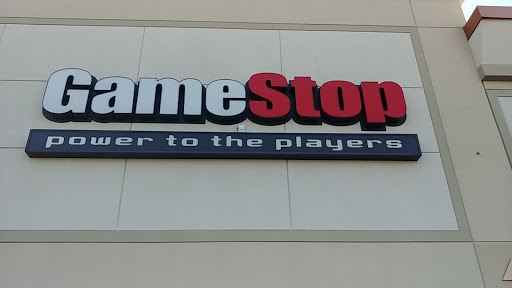 GameStop
power to the players